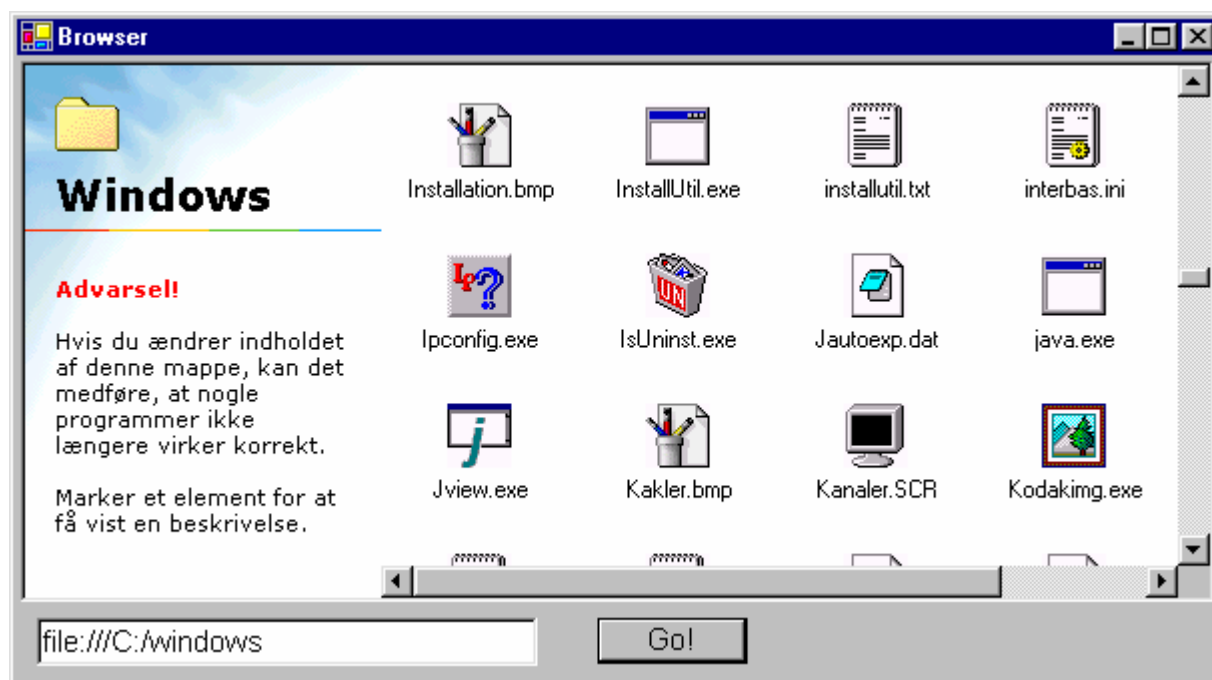 Browser
Windows
Advarsel!
Hvis du ændrer indholdet
af denne mappe, kan det
medføre, at nogle
programmer ikke
længere virker korrekt.
Marker et element for at
få vist en beskrivelse.
Installation.bmp InstallUtil.exe installutil.txt interbas.ini
Ipconfig.exe IsUninst.exe Jautoexp.dat java.exe
Jview.exe Kakler.bmp Kanaler.SCR Kodakimg.exe
file:///C:/windows Go!